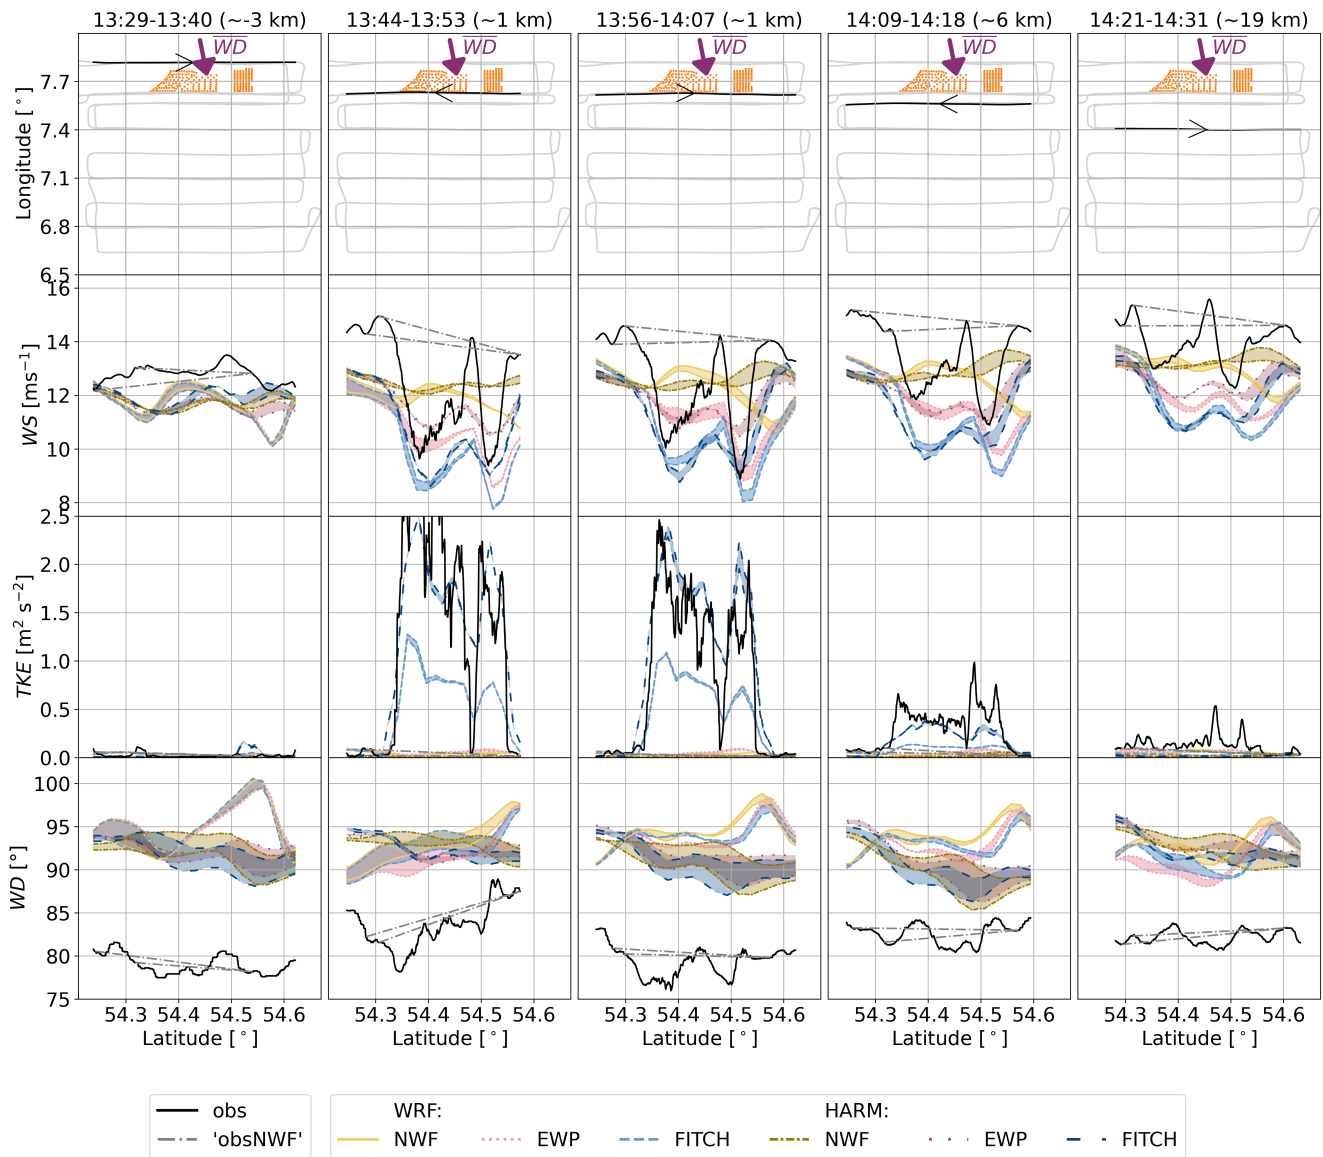 13:29-13:40 (~-3 km) 13:44-13:53 (~1 km) 13:56-14:07 (~1 km) 14:09-14:18 (~6 km) 14:21-14:31 (~19 km)
WD WD WD WD WD
Longitude [°]
7.7
7.4
7.1
6.8
6.5
WS [ms⁻¹]
16
14
12
10
8
TKE [m² s⁻²]
2.5
2.0
1.5
1.0
0.5
0.0
WD [°]
100
95
90
85
80
75
54.3 54.4 54.5 54.6 54.3 54.4 54.5 54.6 54.3 54.4 54.5 54.6 54.3 54.4 54.5 54.6 54.3 54.4 54.5 54.6
Latitude [°] Latitude [°] Latitude [°] Latitude [°] Latitude [°]
obs WRF: HARM:
'obsNWF' NWF EWP FITCH NWF EWP FITCH